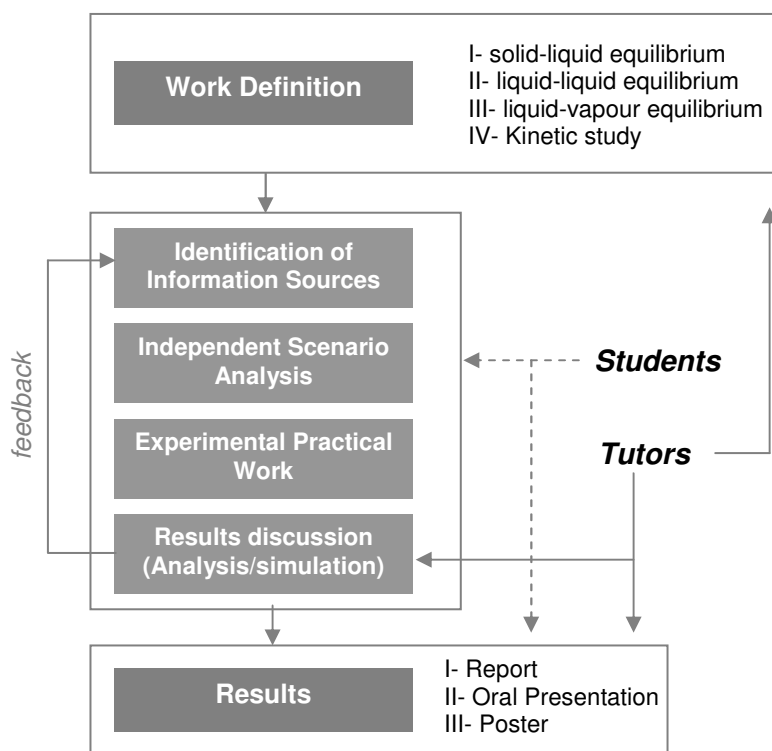 Work Definition
I- solid-liquid equilibrium
II- liquid-liquid equilibrium
III- liquid-vapour equilibrium
IV- Kinetic study
Identification of
Information Sources
Independent Scenario
Analysis
Experimental Practical
Work
Results discussion
(Analysis/simulation)
feedback
Students
Tutors
Results
I- Report
II- Oral Presentation
III- Poster